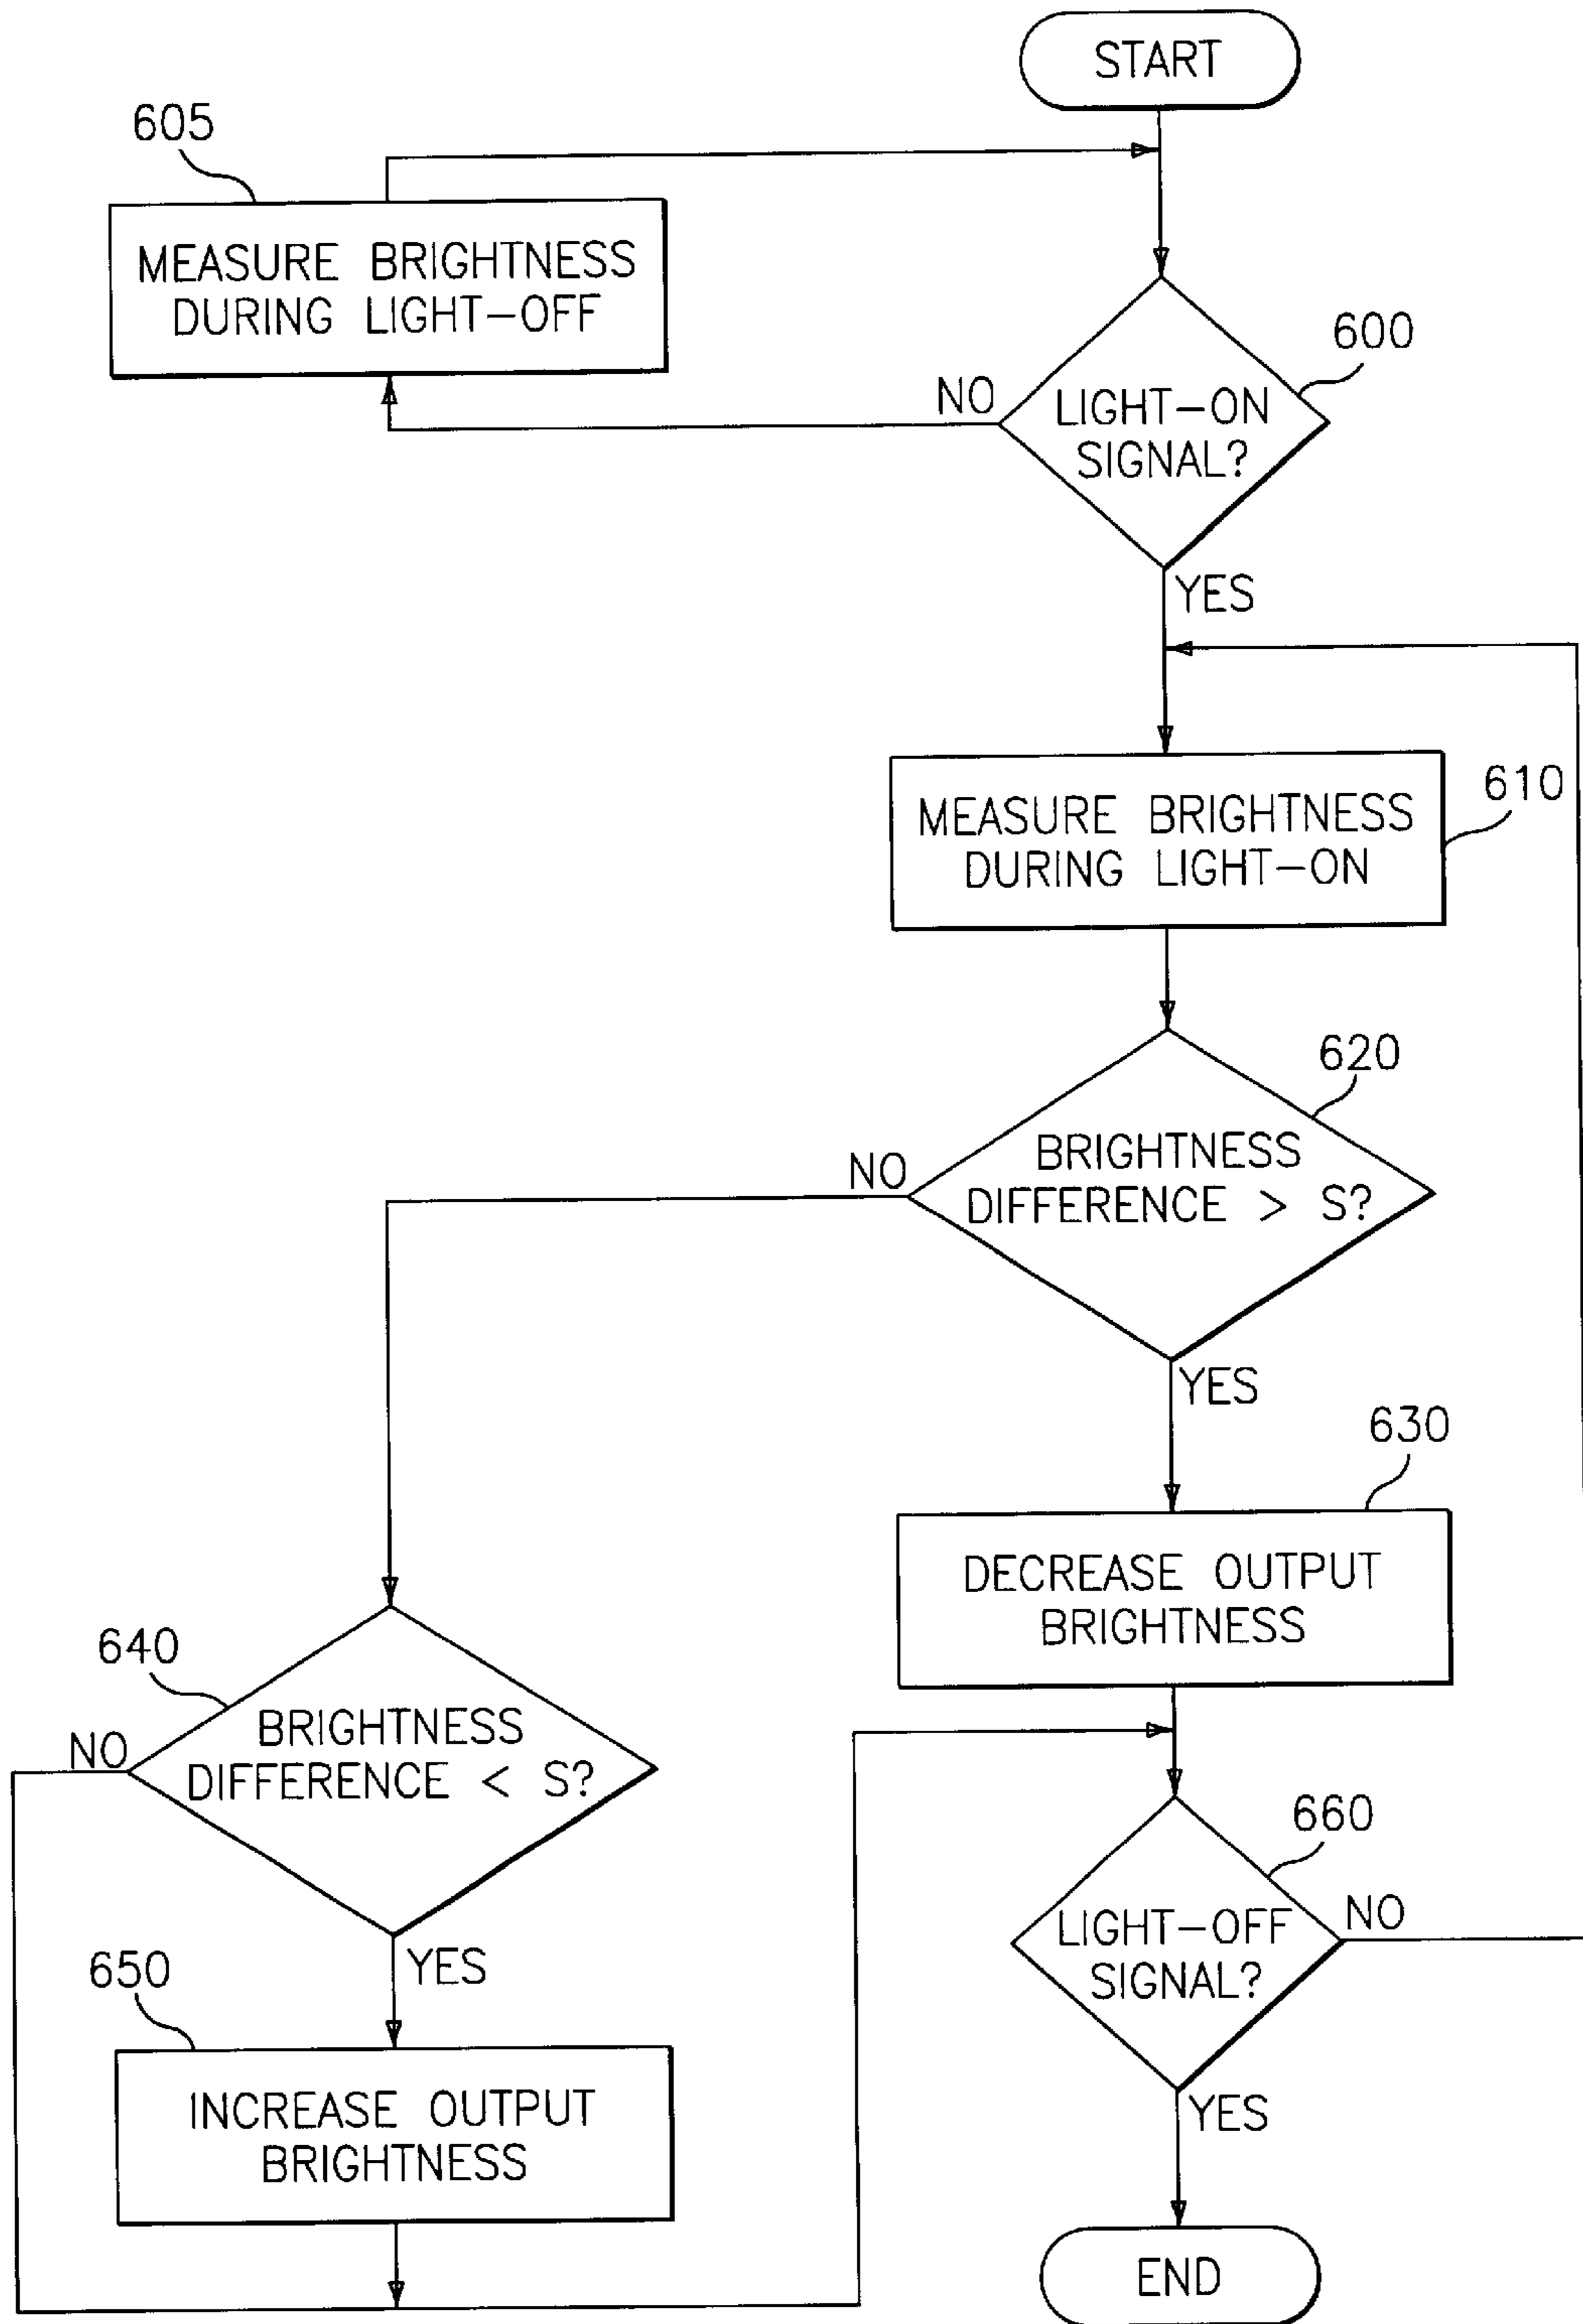 START
605
MEASURE BRIGHTNESS
DURING LIGHT-OFF
600
NO
LIGHT-ON
SIGNAL?
YES
610
MEASURE BRIGHTNESS
DURING LIGHT-ON
620
NO
BRIGHTNESS
DIFFERENCE > S?
YES
630
DECREASE OUTPUT
BRIGHTNESS
640
NO
BRIGHTNESS
DIFFERENCE < S?
YES
660
LIGHT-OFF
SIGNAL?
NO
650
INCREASE OUTPUT
BRIGHTNESS
YES
END